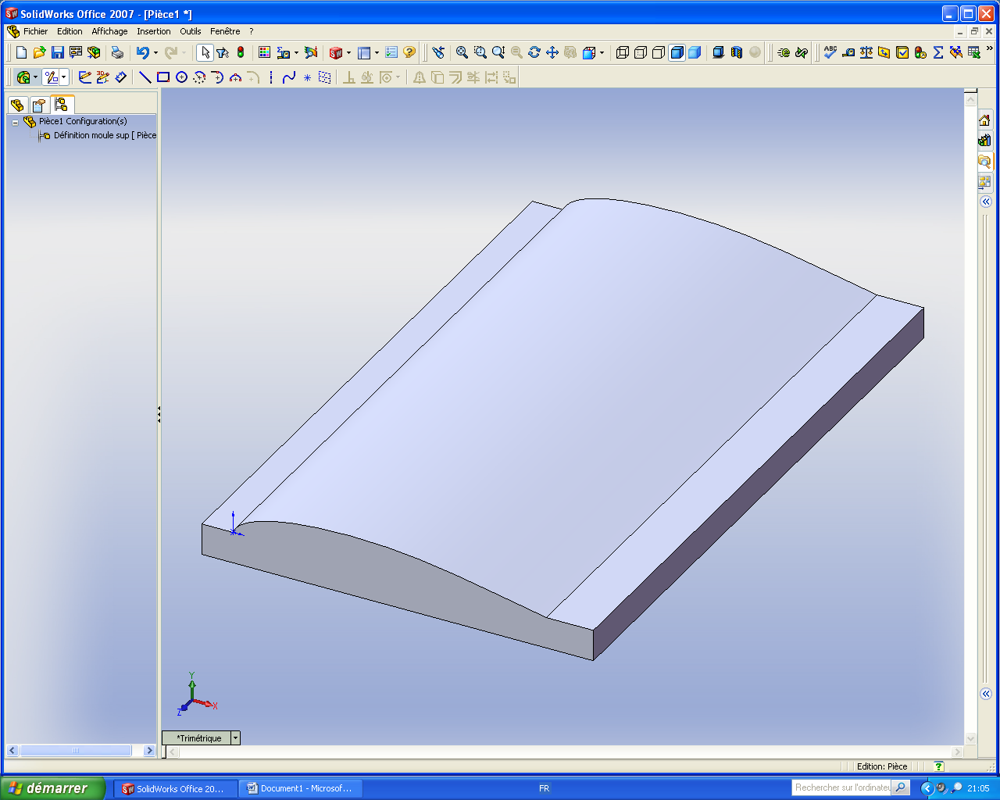 SolidWorks Office 2007 - [Pièce1 *]
Fichier Edition Affichage Insertion Outils Fenêtre ?
Pièce1 Configuration(s)
Définition moule sup [ Pièce
Y
X
Z
*Trimétrique
Edition: Pièce
démarrer SolidWorks Office 20... Document1 - Microsof... FR Rechercher sur l'ordinateu 21:05